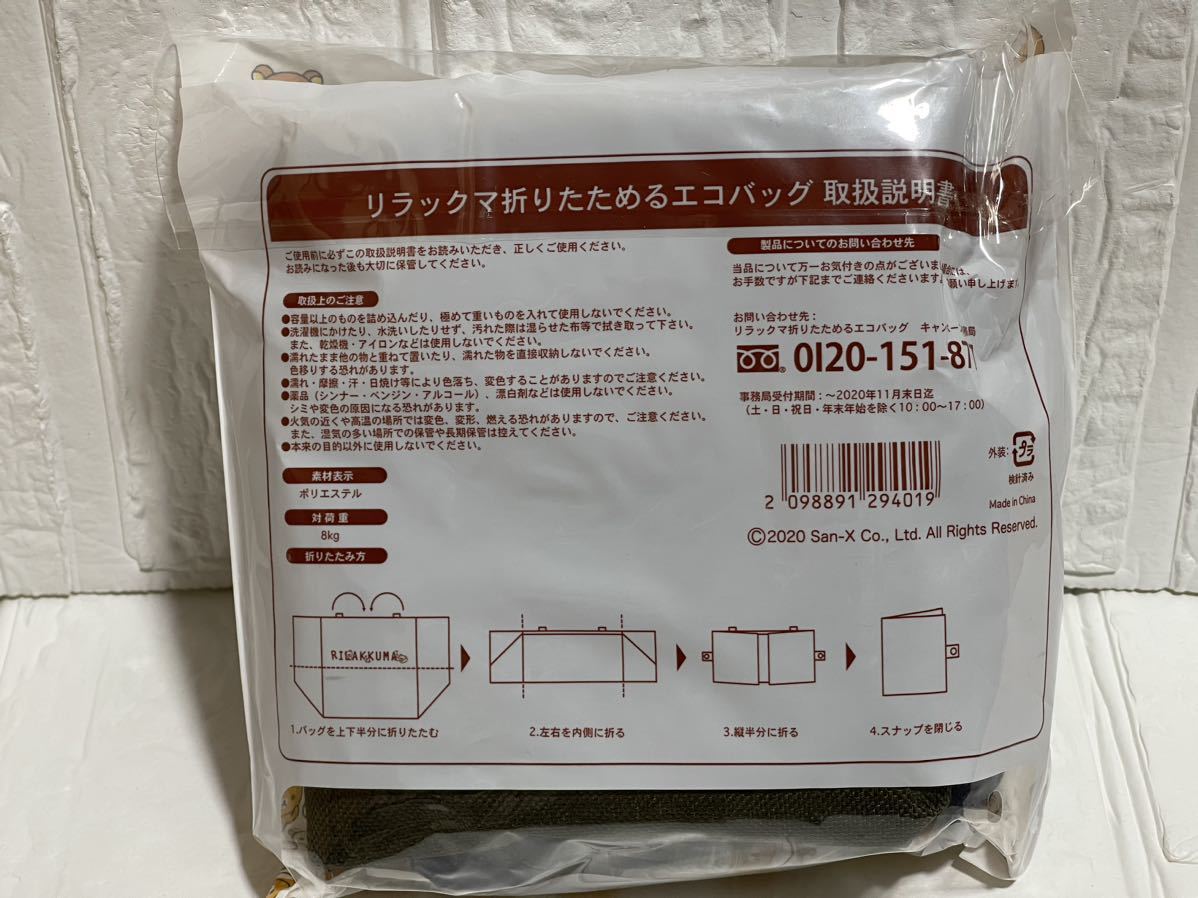 リラックマ折りたためるエコバッグ 取扱説明書
ご使用前に必ずこの取扱説明書をお読みいただき、正しくご使用ください。
お読みになった後も大切に保管してください。
取扱上のご注意
●容量以上のものを詰め込んだり、極めて重いものを入れて使用しないでください。
●洗濯機にかけたり、水洗いしたりせず、汚れた際は湿らせた布等で拭き取って下さい。
また、乾燥機・アイロンなどは使用しないでください。
●濡れたまま他の物と重ねて置いたり、濡れた物を直接収納しないでください。
色移りする恐れがあります。
●濡れ・摩擦・汗・日焼け等により色落ち、変色することがありますのでご注意ください。
●薬品（シンナー・ベンジン・アルコール）、漂白剤などは使用しないでください。
シミや変色の原因になる恐れがあります。
●火気の近くや高温の場所では変色、変形、燃える恐れがありますので、ご注意ください。
また、湿気の多い場所での保管や長期保管は控えてください。
●本来の目的以外に使用しないでください。
素材表示
ポリエステル
対荷重
8kg
折りたたみ方
製品についてのお問い合わせ先
当品について万一お気付きの点がございま
お手数ですが下記までご連絡くださいます 願い申し上げます
お問い合わせ先：
リラックマ折りたためるエコバッグ キャンペーン 局
0120-151-87
事務局受付期間：～2020年11月末日迄
（土・日・祝日・年末年始を除く10：00～17：00）
2 098891 294019
外装： プラ
検針済み
Made in China
©2020 San-X Co., Ltd. All Rights Reserved.
RILAKKUMA
1.バッグを上下半分に折りたたむ
2.左右を内側に折る
3.縦半分に折る
4.スナップを閉じる